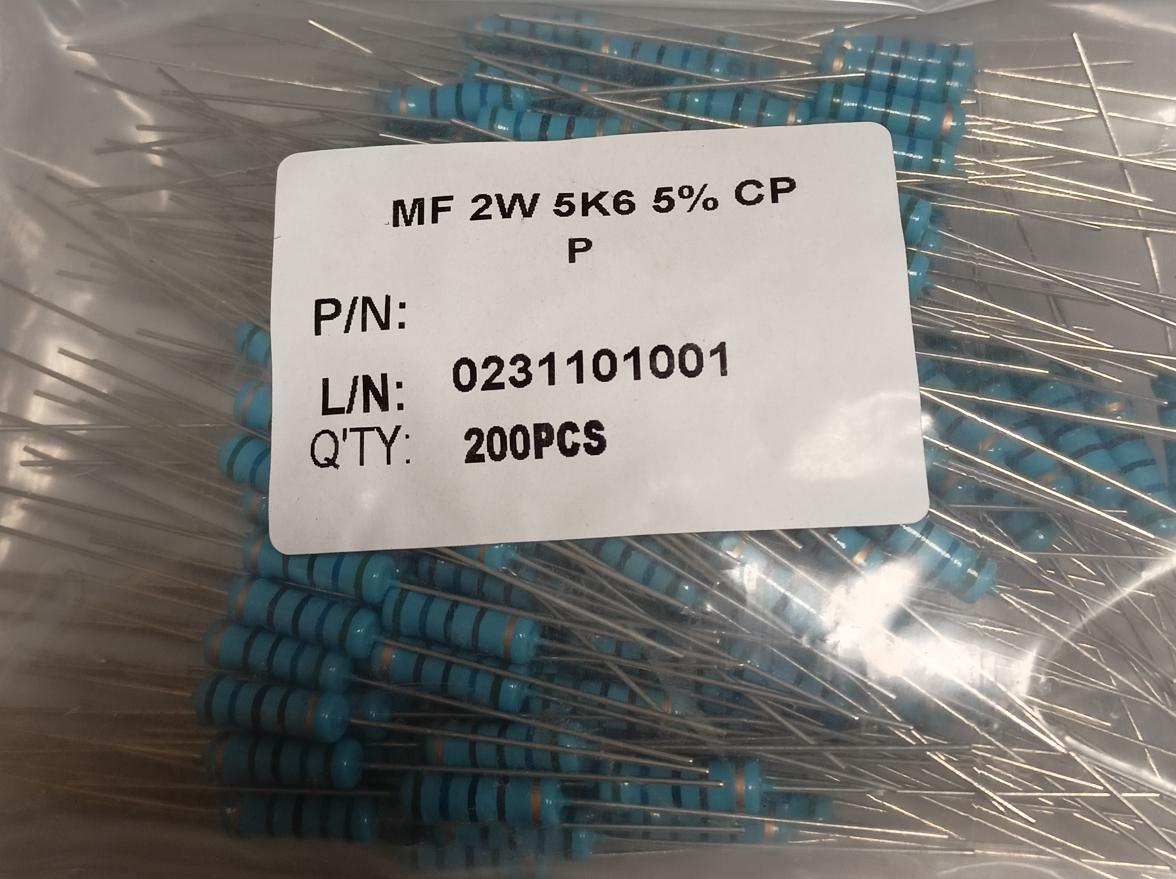 MF 2W 5K6 5% CP
P
P/N:
L/N: 0231101001
Q'TY: 200PCS